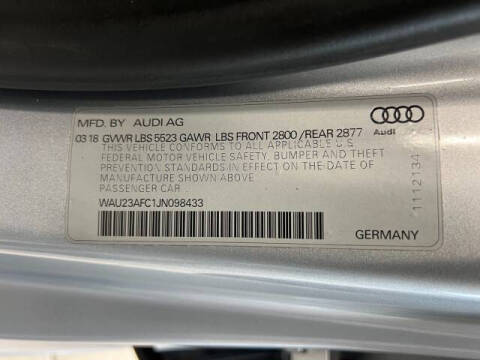 MFD. BY AUDI AG
03.18 GVWR LBS 5523 GAWR LBS FRONT 2800 /REAR 2877
Audi
THIS VEHICLE CONFORMS TO ALL APPLICABLE U.S.
FEDERAL MOTOR VEHICLE SAFETY, BUMPER AND THEFT
PREVENTION STANDARDS IN EFFECT ON THE DATE OF
MANUFACTURE SHOWN ABOVE.
PASSENGER CAR
WAU23AFC1JN098433
1112134
GERMANY